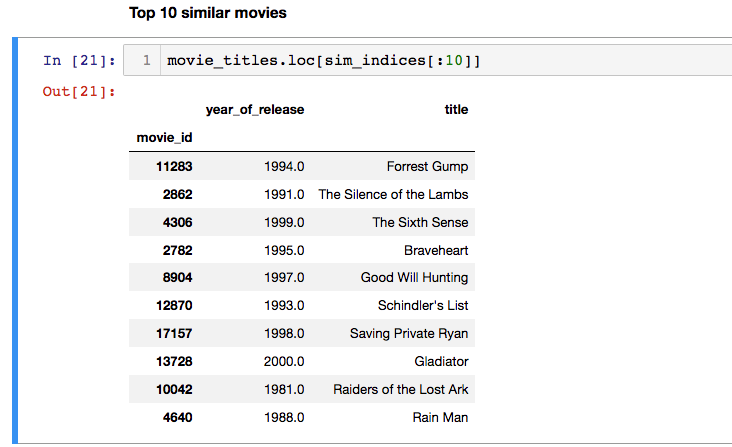 Top 10 similar movies
In [21]: 1 movie_titles.loc[sim_indices[:10]]
Out[21]:
year_of_release title
movie_id
11283 1994.0 Forrest Gump
2862 1991.0 The Silence of the Lambs
4306 1999.0 The Sixth Sense
2782 1995.0 Braveheart
8904 1997.0 Good Will Hunting
12870 1993.0 Schindler's List
17157 1998.0 Saving Private Ryan
13728 2000.0 Gladiator
10042 1981.0 Raiders of the Lost Ark
4640 1988.0 Rain Man